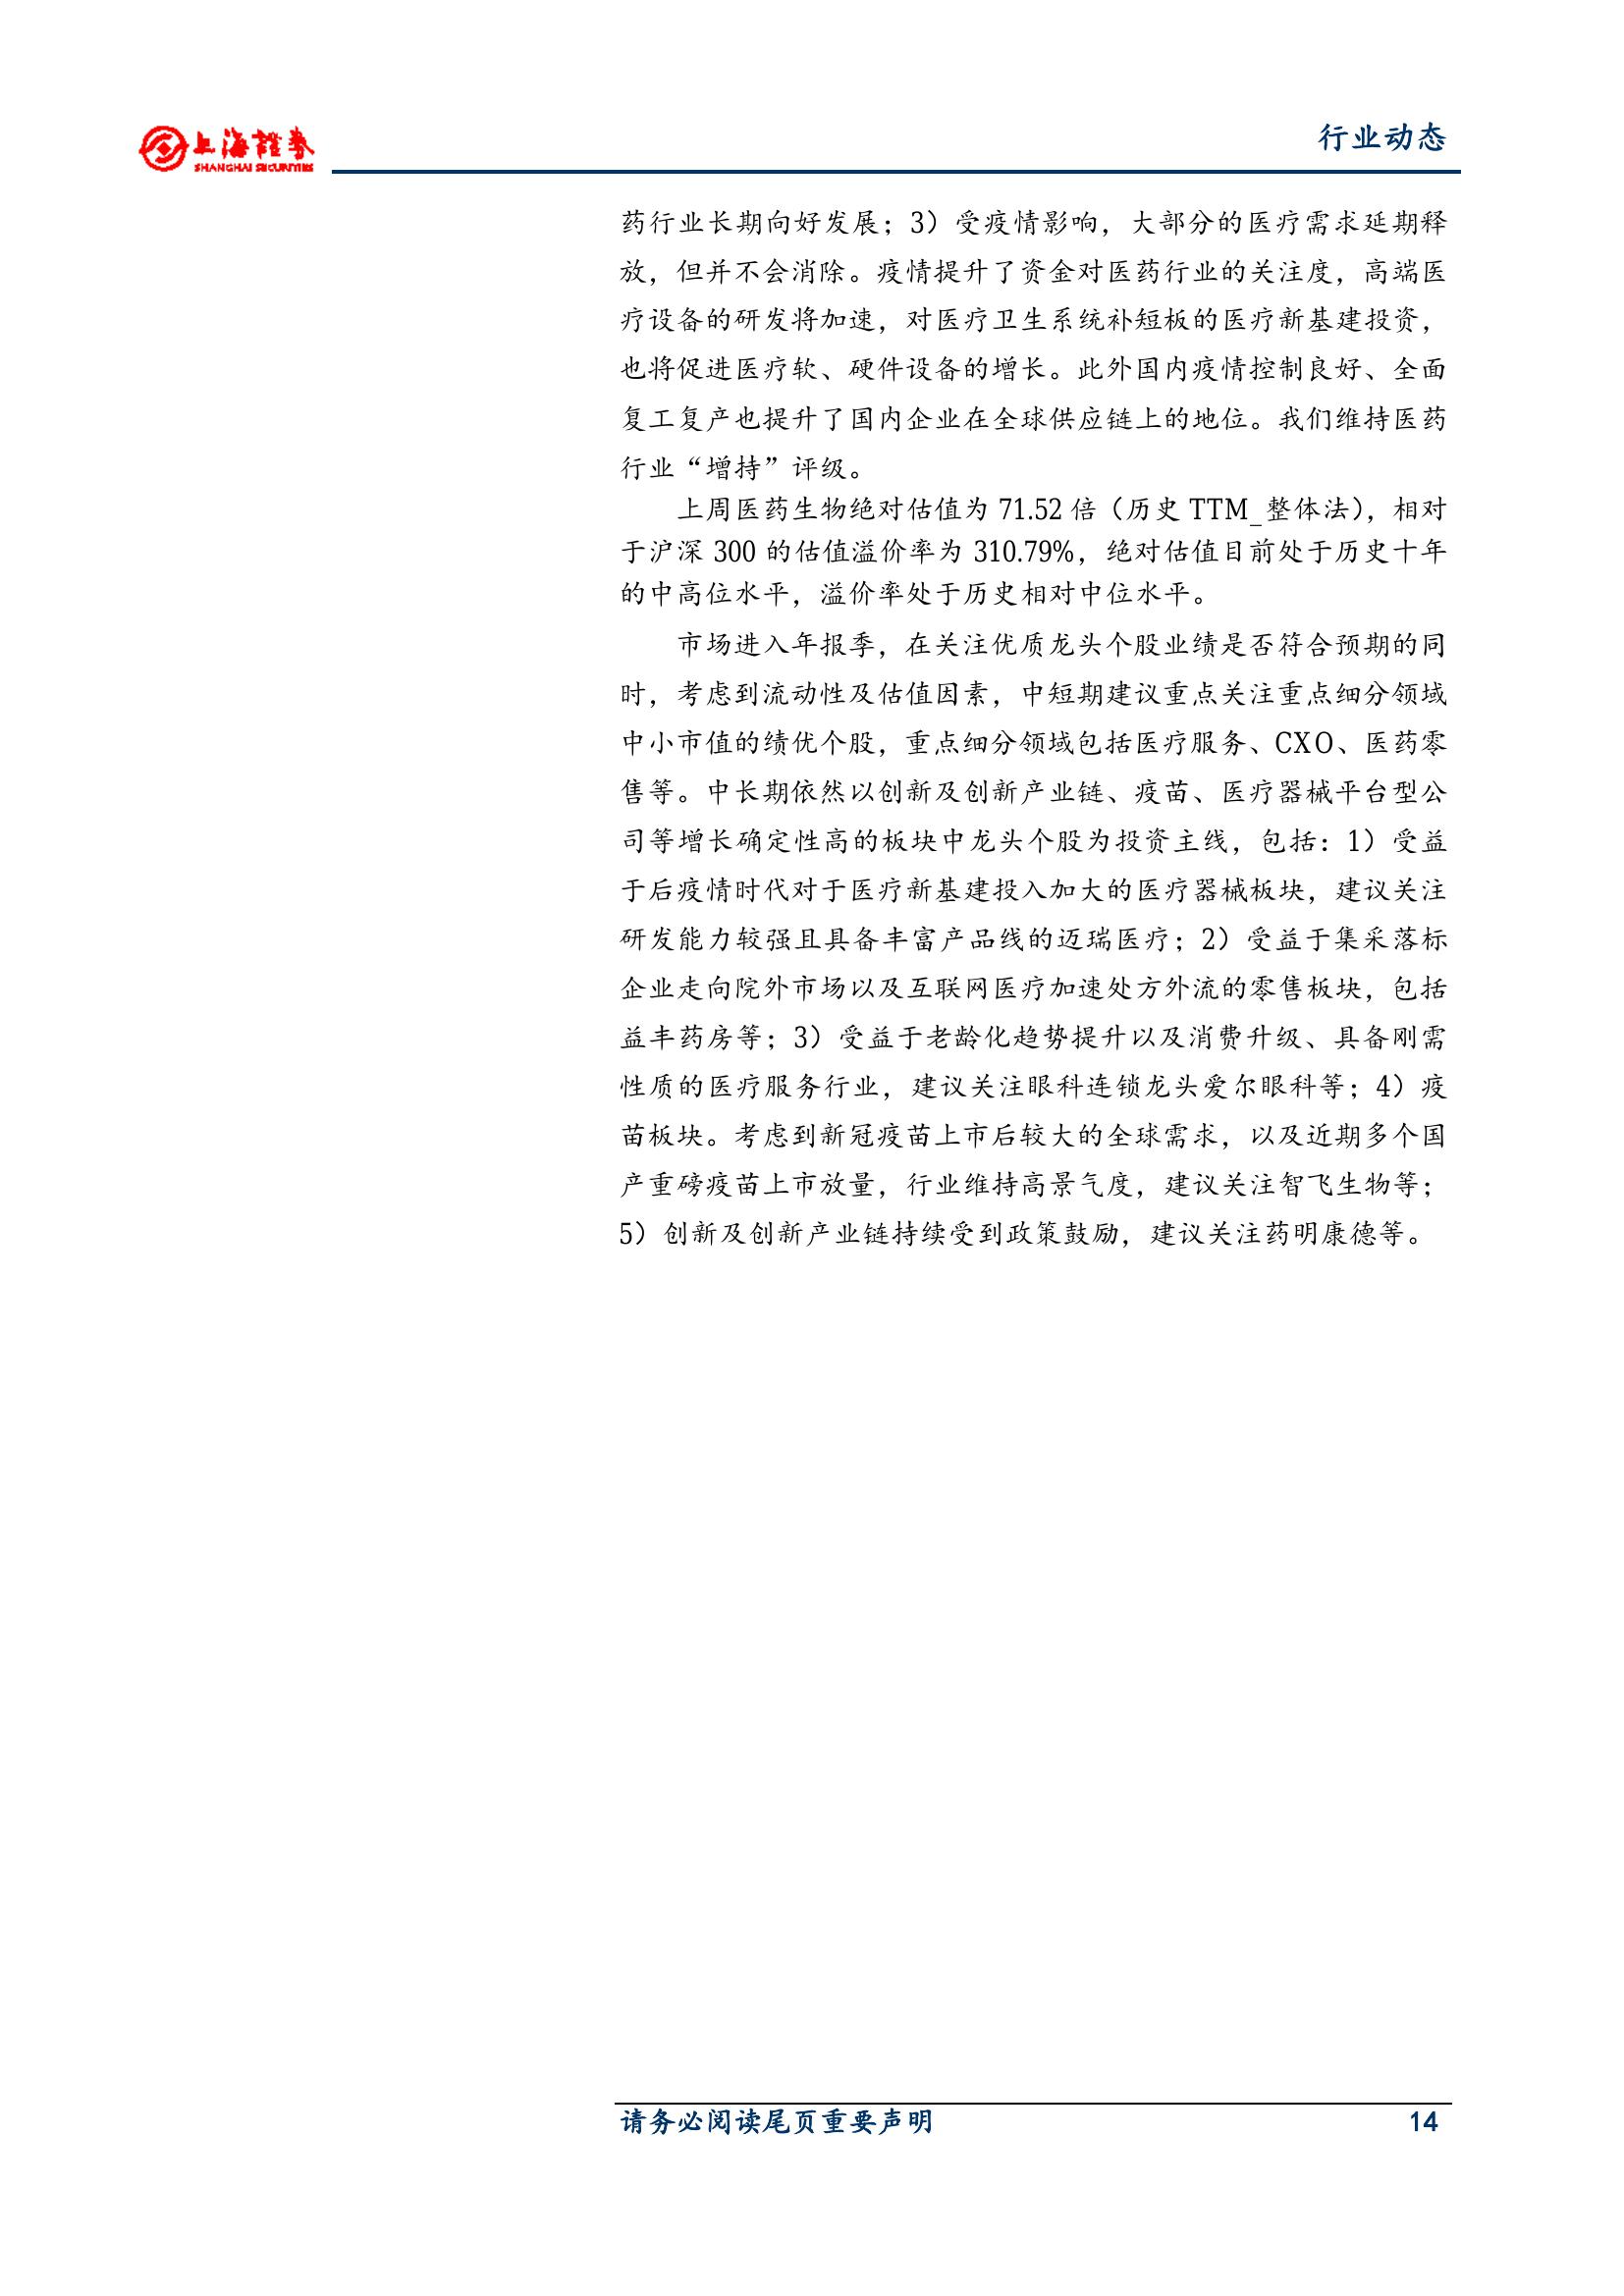 上海證券
SHANGHAI SECURITIES
行业动态
药行业长期向好发展；3）受疫情影响，大部分的医疗需求延期释
放，但并不会消除。疫情提升了资金对医药行业的关注度，高端医
疗设备的研发将加速，对医疗卫生系统补短板的医疗新基建投资，
也将促进医疗软、硬件设备的增长。此外国内疫情控制良好、全面
复工复产也提升了国内企业在全球供应链上的地位。我们维持医药
行业“增持”评级。
上周医药生物绝对估值为 71.52 倍（历史 TTM_整体法），相对
于沪深 300 的估值溢价率为 310.79%，绝对估值目前处于历史十年
的中高位水平，溢价率处于历史相对中位水平。
市场进入年报季，在关注优质龙头个股业绩是否符合预期的同
时，考虑到流动性及估值因素，中短期建议重点关注重点细分领域
中小市值的绩优个股，重点细分领域包括医疗服务、CXO、医药零
售等。中长期依然以创新及创新产业链、疫苗、医疗器械平台型公
司等增长确定性高的板块中龙头个股为投资主线，包括：1）受益
于后疫情时代对于医疗新基建投入加大的医疗器械板块，建议关注
研发能力较强且具备丰富产品线的迈瑞医疗；2）受益于集采落标
企业走向院外市场以及互联网医疗加速处方外流的零售板块，包括
益丰药房等；3）受益于老龄化趋势提升以及消费升级、具备刚需
性质的医疗服务行业，建议关注眼科连锁龙头爱尔眼科等；4）疫
苗板块。考虑到新冠疫苗上市后较大的全球需求，以及近期多个国
产重磅疫苗上市放量，行业维持高景气度，建议关注智飞生物等；
5）创新及创新产业链持续受到政策鼓励，建议关注药明康德等。
请务必阅读尾页重要声明
14